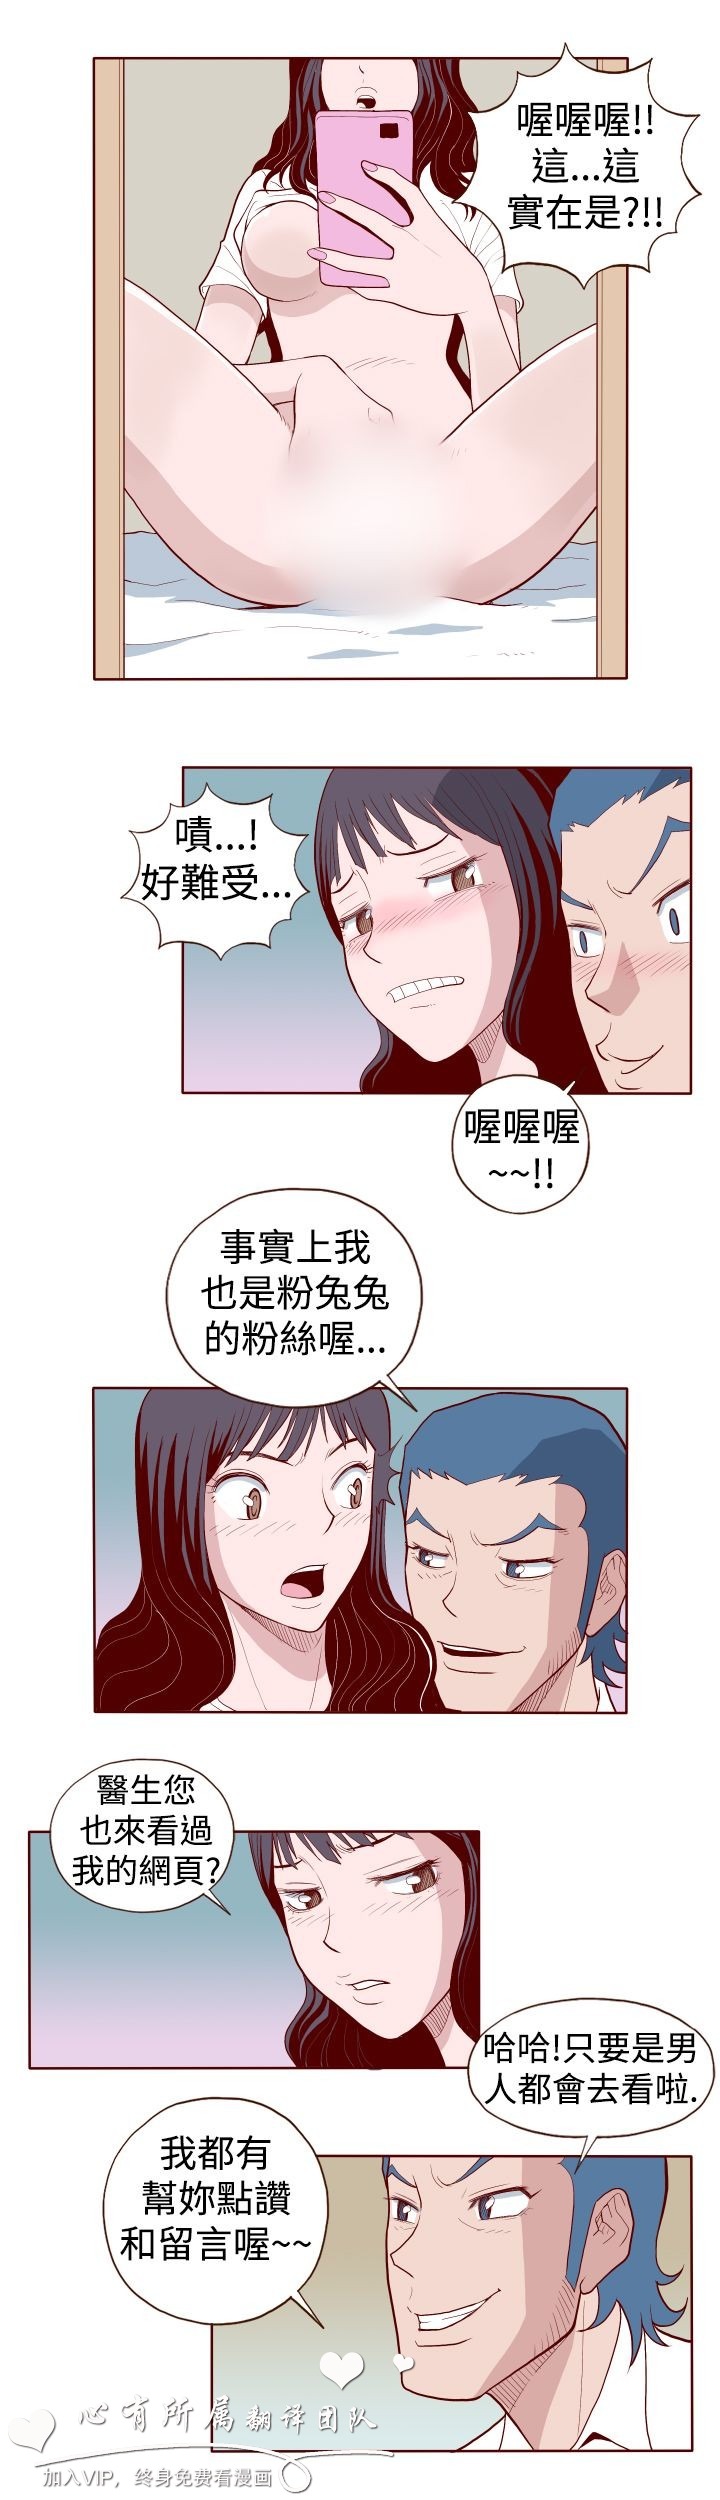 喔喔喔!!
這...這
實在是?!!
嘖...!
好難受...
喔喔喔
~~!!
事實上我
也是粉兔兔
的粉絲喔...
醫生您
也來看過
我的網頁?
哈哈!只要是男
人都會去看啦.
我都有
幫妳點讚
和留言喔~~
心有所属翻译团队
加入VIP，终身免费看漫画